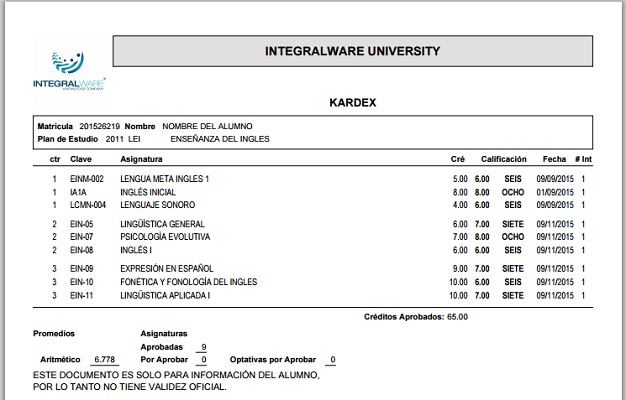 INTEGRALWARE UNIVERSITY
INTEGRALWARE
KNOWLEDGE COMPANY
KARDEX
Matricula 201526219 Nombre NOMBRE DEL ALUMNO
Plan de Estudio 2011 LEI ENSEÑANZA DEL INGLES
ctr Clave Asignatura Cré Calificación Fecha # Int
1 EINM-002 LENGUA META INGLES 1 5.00 6.00 SEIS 09/09/2015 1
1 IA1A INGLÉS INICIAL 8.00 8.00 OCHO 01/09/2015 1
1 LCMN-004 LENGUAJE SONORO 4.00 6.00 SEIS 09/09/2015 1
2 EIN-05 LINGÜÍSTICA GENERAL 6.00 7.00 SIETE 09/11/2015 1
2 EIN-07 PSICOLOGÍA EVOLUTIVA 7.00 8.00 OCHO 09/11/2015 1
2 EIN-08 INGLÉS I 6.00 6.00 SEIS 09/11/2015 1
3 EIN-09 EXPRESIÓN EN ESPAÑOL 9.00 7.00 SIETE 09/11/2015 1
3 EIN-10 FONÉTICA Y FONOLOGÍA DEL INGLES 10.00 6.00 SEIS 09/11/2015 1
3 EIN-11 LINGÜISTICA APLICADA I 10.00 7.00 SIETE 09/11/2015 1
Créditos Aprobados: 65.00
Promedios Asignaturas
Aprobadas 9
Aritmético 6.778 Por Aprobar 0 Optativas por Aprobar 0
ESTE DOCUMENTO ES SOLO PARA INFORMACIÓN DEL ALUMNO,
POR LO TANTO NO TIENE VALIDEZ OFICIAL.